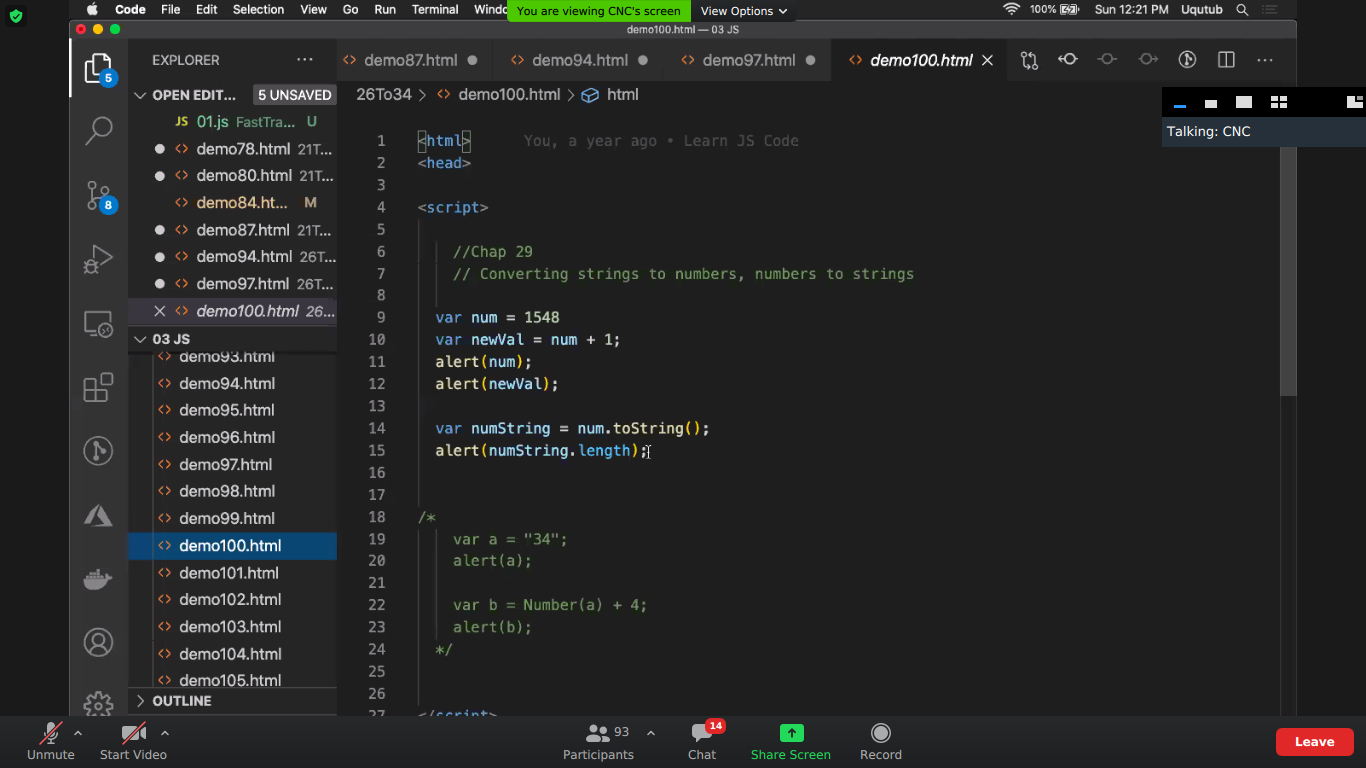 Code File Edit Selection View Go Run Terminal Windo
You are viewing CNC's screen View Options
100% Sun 12:21 PM Uqutub
demo100.html — 03 JS
EXPLORER
demo87.html demo94.html demo97.html demo100.html
5
OPEN EDIT... 5 UNSAVED
26To34 > demo100.html > html
Talking: CNC
JS 01.js FastTra... U
demo78.html 21T...
demo80.html 21T...
demo84.ht... M
demo87.html 21T...
demo94.html 26T...
demo97.html 26T...
demo100.html 26...
8
03 JS
demo93.html
demo94.html
demo95.html
demo96.html
demo97.html
demo98.html
demo99.html
demo100.html
demo101.html
demo102.html
demo103.html
demo104.html
demo105.html
OUTLINE
1 <html> You, a year ago • Learn JS Code
2 <head>
3
4 <script>
5
6 //Chap 29
7 // Converting strings to numbers, numbers to strings
8
9 var num = 1548
10 var newVal = num + 1;
11 alert(num);
12 alert(newVal);
13
14 var numString = num.toString();
15 alert(numString.length);
16
17
18 /*
19 var a = "34";
20 alert(a);
21
22 var b = Number(a) + 4;
23 alert(b);
24 */
25
26
27 </script>
Unmute Start Video
93
Participants
14
Chat
Share Screen Record
Leave